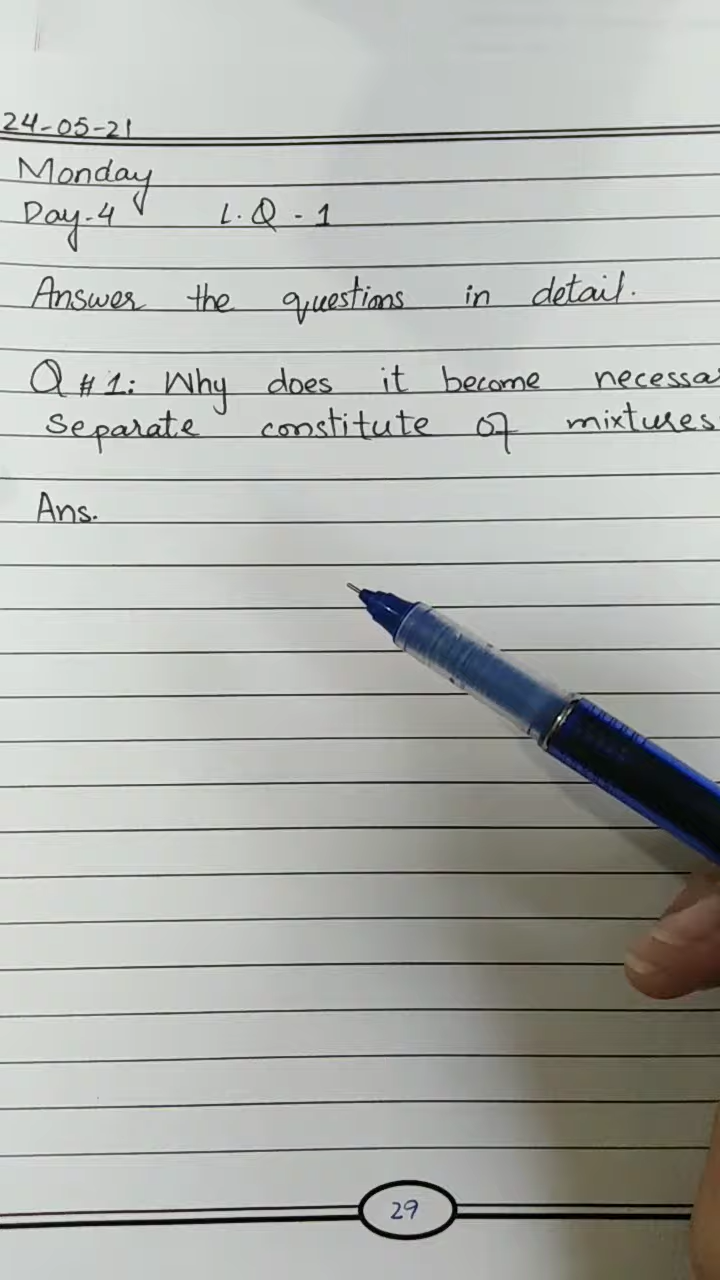 24-05-21
Monday
Day-4 L.Q-1
Answer the questions in detail.
Q#1: Why does it become necessa
separate constitute of mixtures
Ans.
29